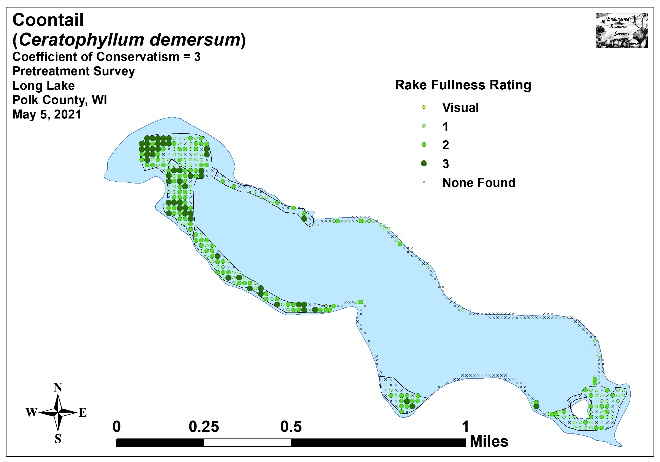 Coontail
(Ceratophyllum demersum)
Coefficient of Conservatism = 3
Pretreatment Survey
Long Lake
Polk County, WI
May 5, 2021
Rake Fullness Rating
Visual
1
2
3
None Found
N
W E
S
0 0.25 0.5 1
Miles